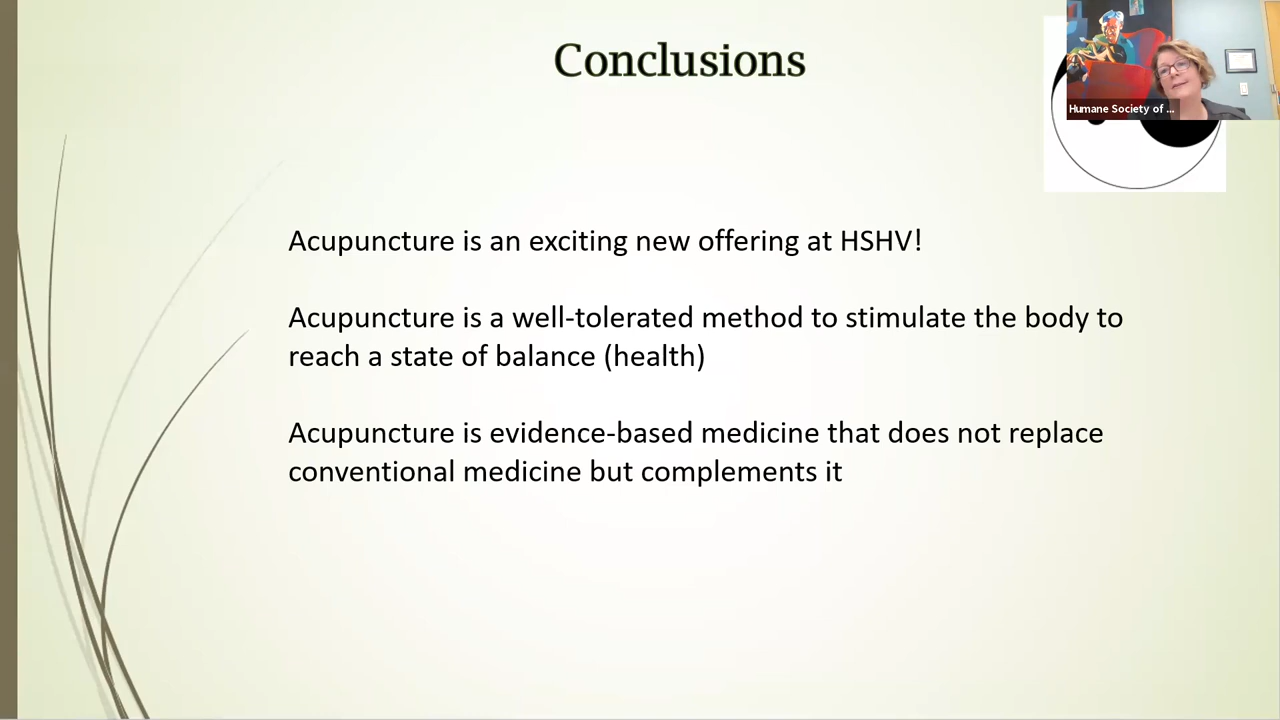 Conclusions
Humane Society of ...
Acupuncture is an exciting new offering at HSHV!
Acupuncture is a well-tolerated method to stimulate the body to
reach a state of balance (health)
Acupuncture is evidence-based medicine that does not replace
conventional medicine but complements it